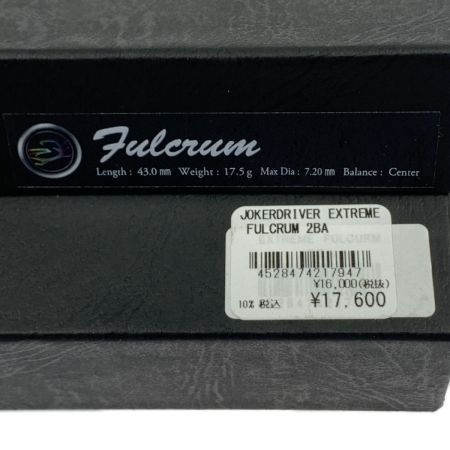 Fulcrum
Length : 43.0 mm Weight : 17.5 g Max Dia : 7.20 mm Balance : Center
JOKERDRIVER EXTREME
FULCRUM 2BA
EXTREME FULCURM
4528474217947
¥16,000(税抜)
10% 税込 ¥17,600